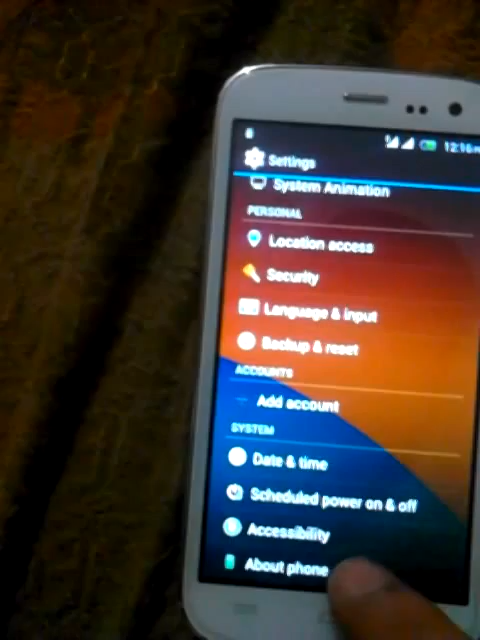 12:16
Settings
System Animation
PERSONAL
Location access
Security
Language & input
Backup & reset
ACCOUNTS
Add account
SYSTEM
Date & time
Scheduled power on & off
Accessibility
About phone